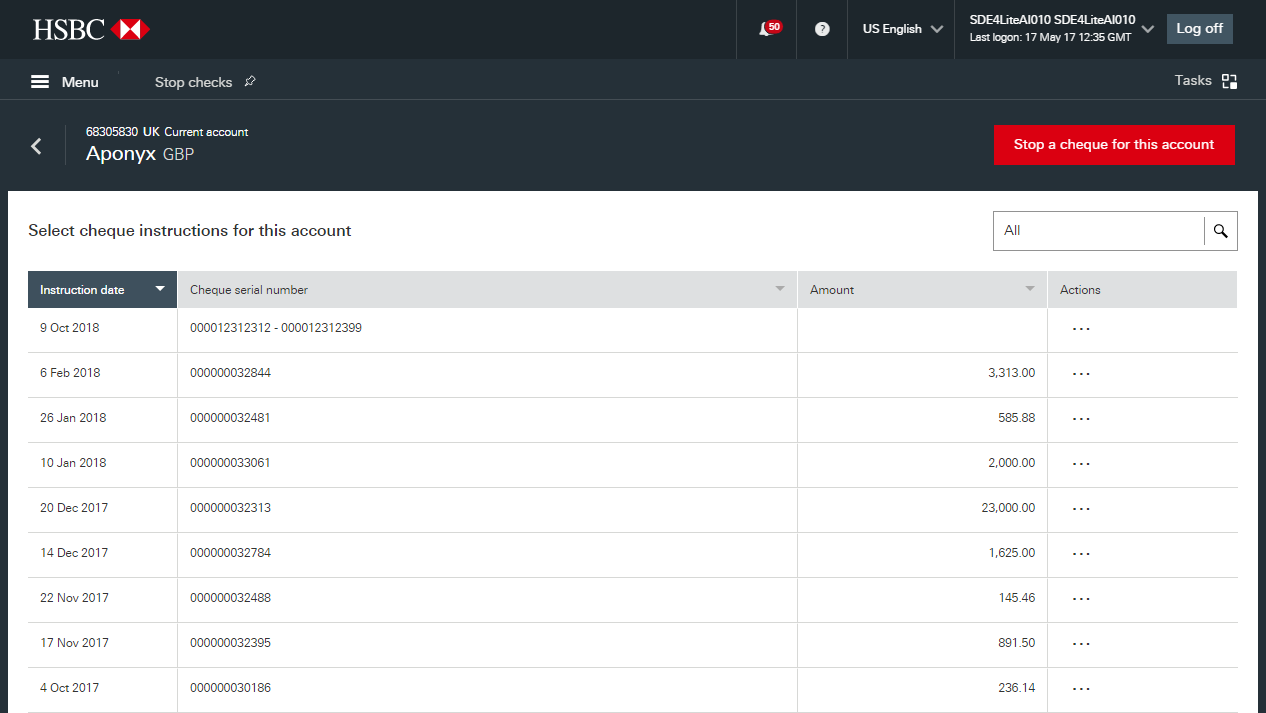 HSBC
50
?
US English
SDE4LiteAI010 SDE4LiteAI010
Last logon: 17 May 17 12:35 GMT
Log off
Menu
Stop checks
Tasks
68305830 UK Current account
Aponyx GBP
Stop a cheque for this account
Select cheque instructions for this account
All
Instruction date Cheque serial number Amount Actions
9 Oct 2018 000012312312 - 000012312399 ...
6 Feb 2018 000000032844 3,313.00 ...
26 Jan 2018 000000032481 585.88 ...
10 Jan 2018 000000033061 2,000.00 ...
20 Dec 2017 000000032313 23,000.00 ...
14 Dec 2017 000000032784 1,625.00 ...
22 Nov 2017 000000032488 145.46 ...
17 Nov 2017 000000032395 891.50 ...
4 Oct 2017 000000030186 236.14 ...